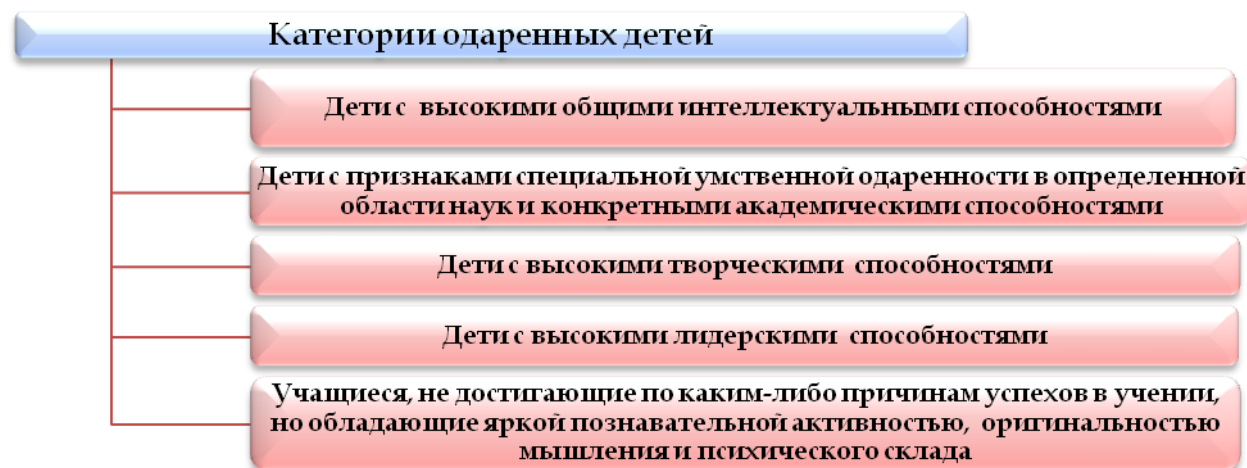 Категории одаренных детей
Дети с высокими общими интеллектуальными способностями
Дети с признаками специальной умственной одаренности в определенной
области наук и конкретными академическими способностями
Дети с высокими творческими способностями
Дети с высокими лидерскими способностями
Учащиеся, не достигающие по каким-либо причинам успехов в учении,
но обладающие яркой познавательной активностью, оригинальностью
мышления и психического склада